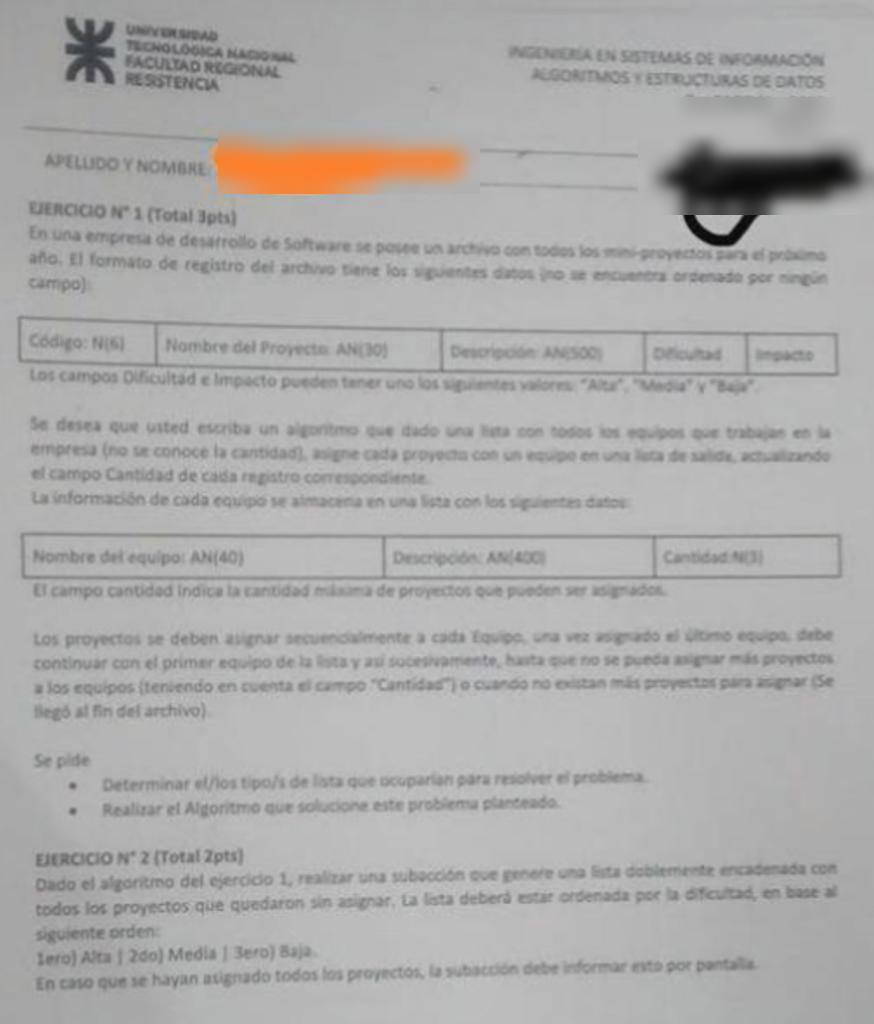 UNIVERSIDAD
TECNOLÓGICA NACIONAL
FACULTAD REGIONAL
RESISTENCIA
INGENIERÍA EN SISTEMAS DE INFORMACIÓN
ALGORITMOS Y ESTRUCTURAS DE DATOS
APELLIDO Y NOMBRE:
EJERCICIO N° 1 (Total 3pts)
En una empresa de desarrollo de Software se posee un archivo con todos los mini-proyectos para el próximo
año. El formato de registro del archivo tiene los siguientes datos (no se encuentra ordenado por ningún
campo):
Código: N(6) Nombre del Proyecto: AN(30) Descripción: AN(500) Dificultad Impacto
Los campos Dificultad e Impacto pueden tener uno los siguientes valores: "Alta", "Media" y "Baja".
Se desea que usted escriba un algoritmo que dado una lista con todos los equipos que trabajan en la
empresa (no se conoce la cantidad), asigne cada proyecto con un equipo en una lista de salida, actualizando
el campo Cantidad de cada registro correspondiente.
La información de cada equipo se almacena en una lista con los siguientes datos:
Nombre del equipo: AN(40) Descripción: AN(400) Cantidad:N(3)
El campo cantidad indica la cantidad máxima de proyectos que pueden ser asignados.
Los proyectos se deben asignar secuencialmente a cada Equipo, una vez asignado el último equipo, debe
continuar con el primer equipo de la lista y así sucesivamente, hasta que no se pueda asignar más proyectos
a los equipos (teniendo en cuenta el campo "Cantidad") o cuando no existan más proyectos para asignar (Se
llegó al fin del archivo).
Se pide
• Determinar el/los tipo/s de lista que ocuparían para resolver el problema.
• Realizar el Algoritmo que solucione este problema planteado.
EJERCICIO N° 2 (Total 2pts)
Dado el algoritmo del ejercicio 1, realizar una subacción que genere una lista doblemente encadenada con
todos los proyectos que quedaron sin asignar. La lista deberá estar ordenada por la dificultad, en base al
siguiente orden:
1ero) Alta | 2do) Media | 3ero) Baja.
En caso que se hayan asignado todos los proyectos, la subacción debe informar esto por pantalla.